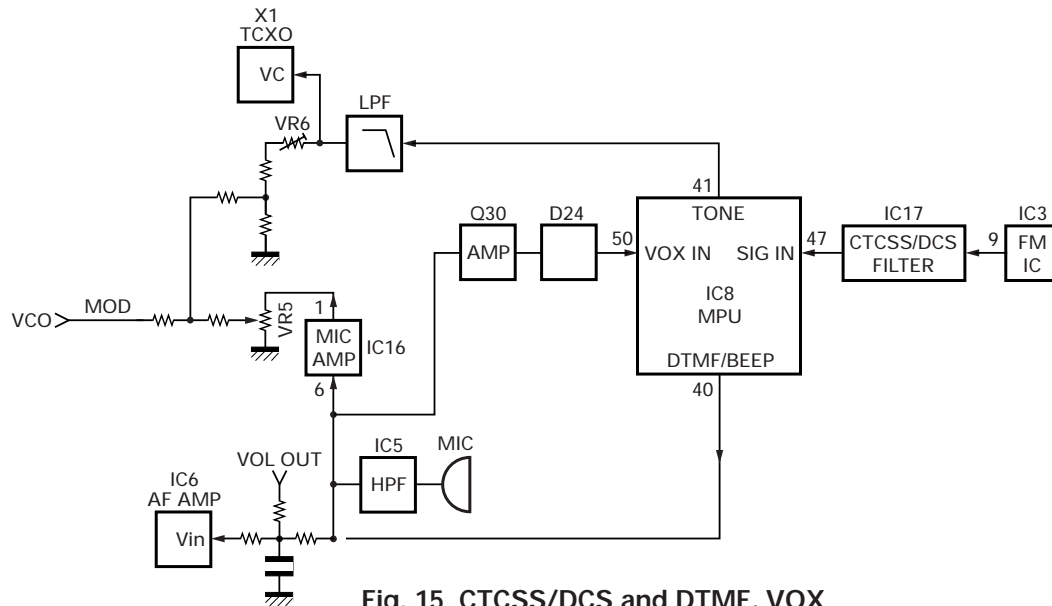 X1
TCXO
VC
LPF
VR6
41
TONE
Q30
AMP
D24
50
VOX IN
SIG IN
47
IC17
CTCSS/DCS
FILTER
9
IC3
FM
IC
IC8
MPU
DTMF/BEEP
40
VCO
MOD
VR5
1
MIC
AMP
IC16
6
IC5
HPF
MIC
VOL OUT
IC6
AF AMP
Vin
Fig. 15 CTCSS/DCS and DTMF, VOX